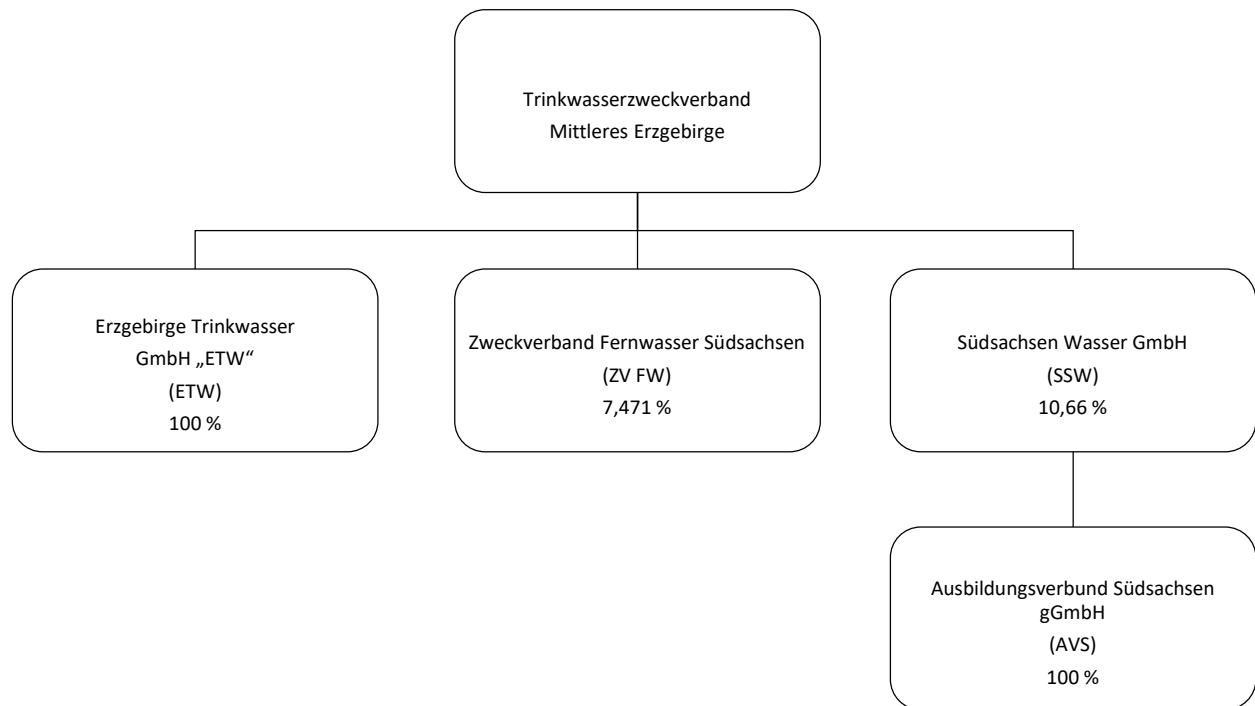 Trinkwasserzweckverband
Mittleres Erzgebirge
Erzgebirge Trinkwasser
GmbH „ETW“
(ETW)
100 %
Zweckverband Fernwasser Südsachsen
(ZV FW)
7,471 %
Südsachsen Wasser GmbH
(SSW)
10,66 %
Ausbildungsverbund Südsachsen
gGmbH
(AVS)
100 %